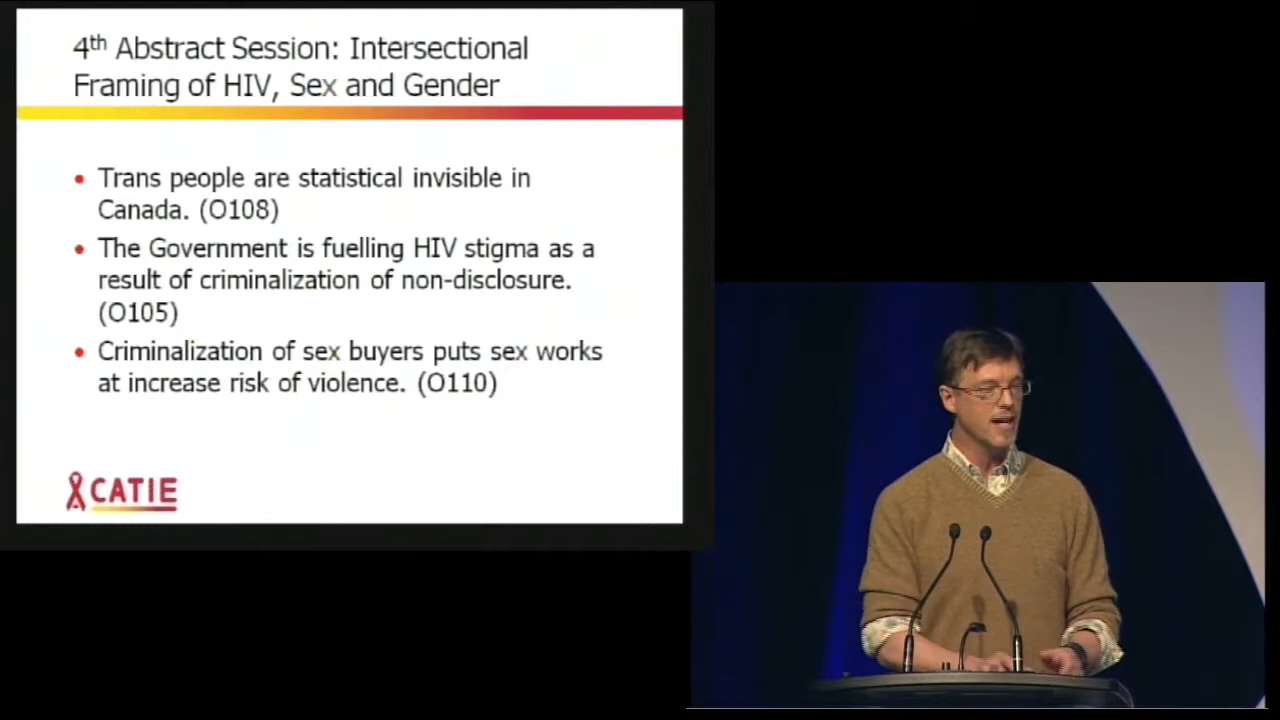 4th Abstract Session: Intersectional
Framing of HIV, Sex and Gender
• Trans people are statistical invisible in
Canada. (O108)
• The Government is fuelling HIV stigma as a
result of criminalization of non-disclosure.
(O105)
• Criminalization of sex buyers puts sex works
at increase risk of violence. (O110)
CATIE